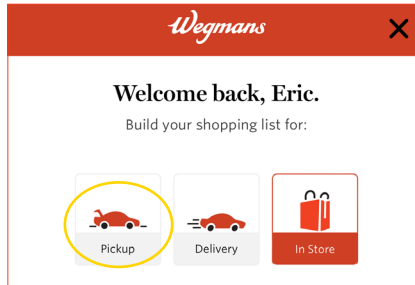 Wegmans
Welcome back, Eric.
Build your shopping list for:
Pickup
Delivery
In Store